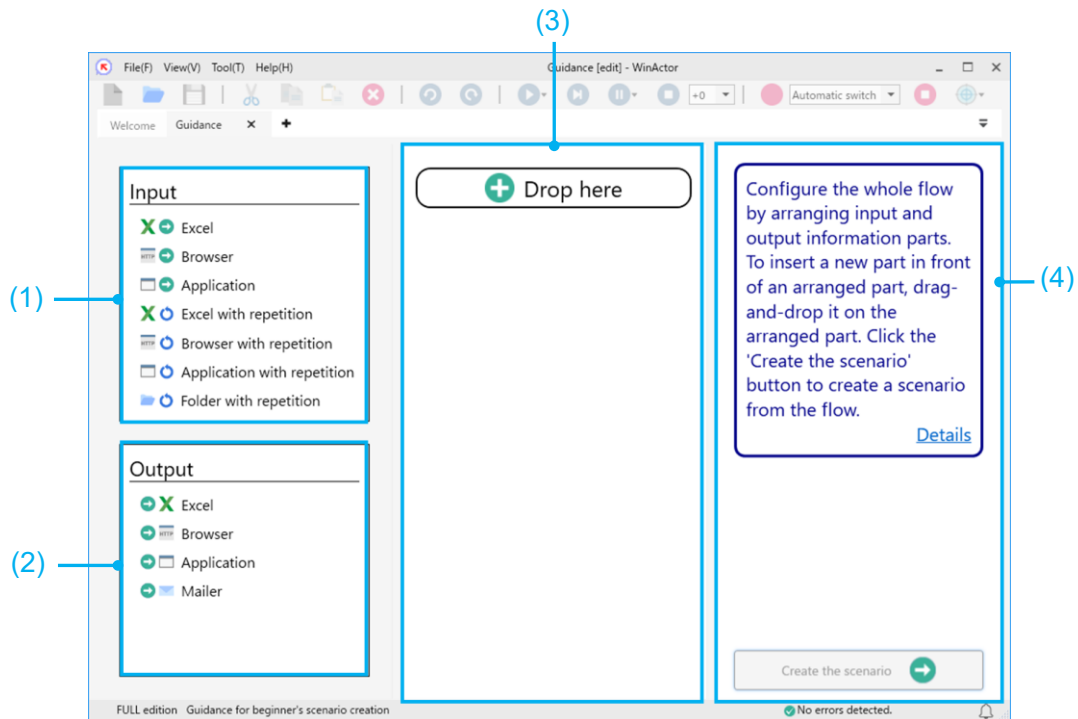 (3)
Guidance [edit] - WinActor
File(F) View(V) Tool(T) Help(H)
+0
Automatic switch
Welcome Guidance
(1)
Input
Excel
HTTP Browser
Application
Excel with repetition
HTTP Browser with repetition
Application with repetition
Folder with repetition
(2)
Output
Excel
HTTP Browser
Application
Mailer
Drop here
Configure the whole flow
by arranging input and
output information parts.
To insert a new part in front
of an arranged part, drag-
and-drop it on the
arranged part. Click the
'Create the scenario'
button to create a scenario
from the flow.
Details
(4)
Create the scenario
FULL edition Guidance for beginner's scenario creation
No errors detected.